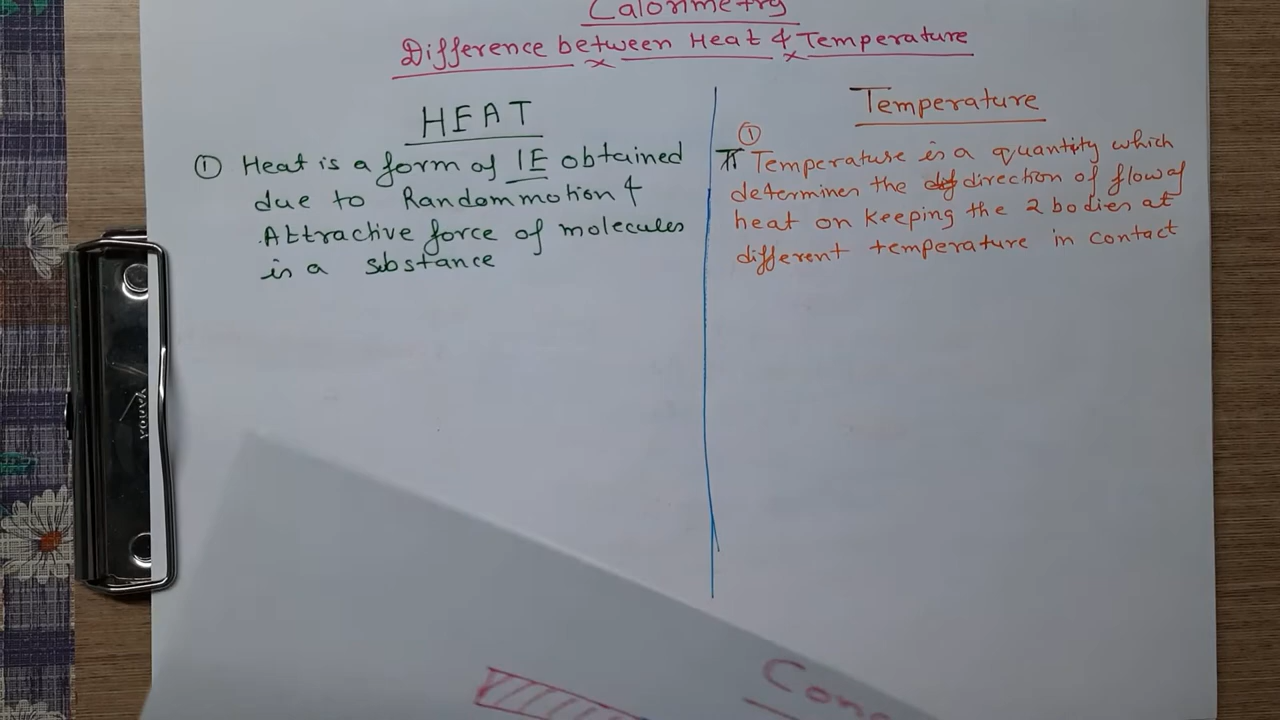 Calorimetry
Difference between Heat & Temperature
HEAT
① Heat is a form of IE obtained
due to Random motion &
Attractive force of molecules
in a substance
Temperature
①
Temperature is a quantity which
determines the direction of flow of
heat on keeping the 2 bodies at
different temperature in contact